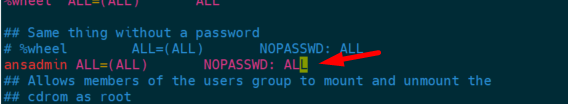 %wheel ALL=(ALL) ALL
## Same thing without a password
# %wheel ALL=(ALL) NOPASSWD: ALL
ansadmin ALL=(ALL) NOPASSWD: ALL
## Allows members of the users group to mount and unmount the
## cdrom as root